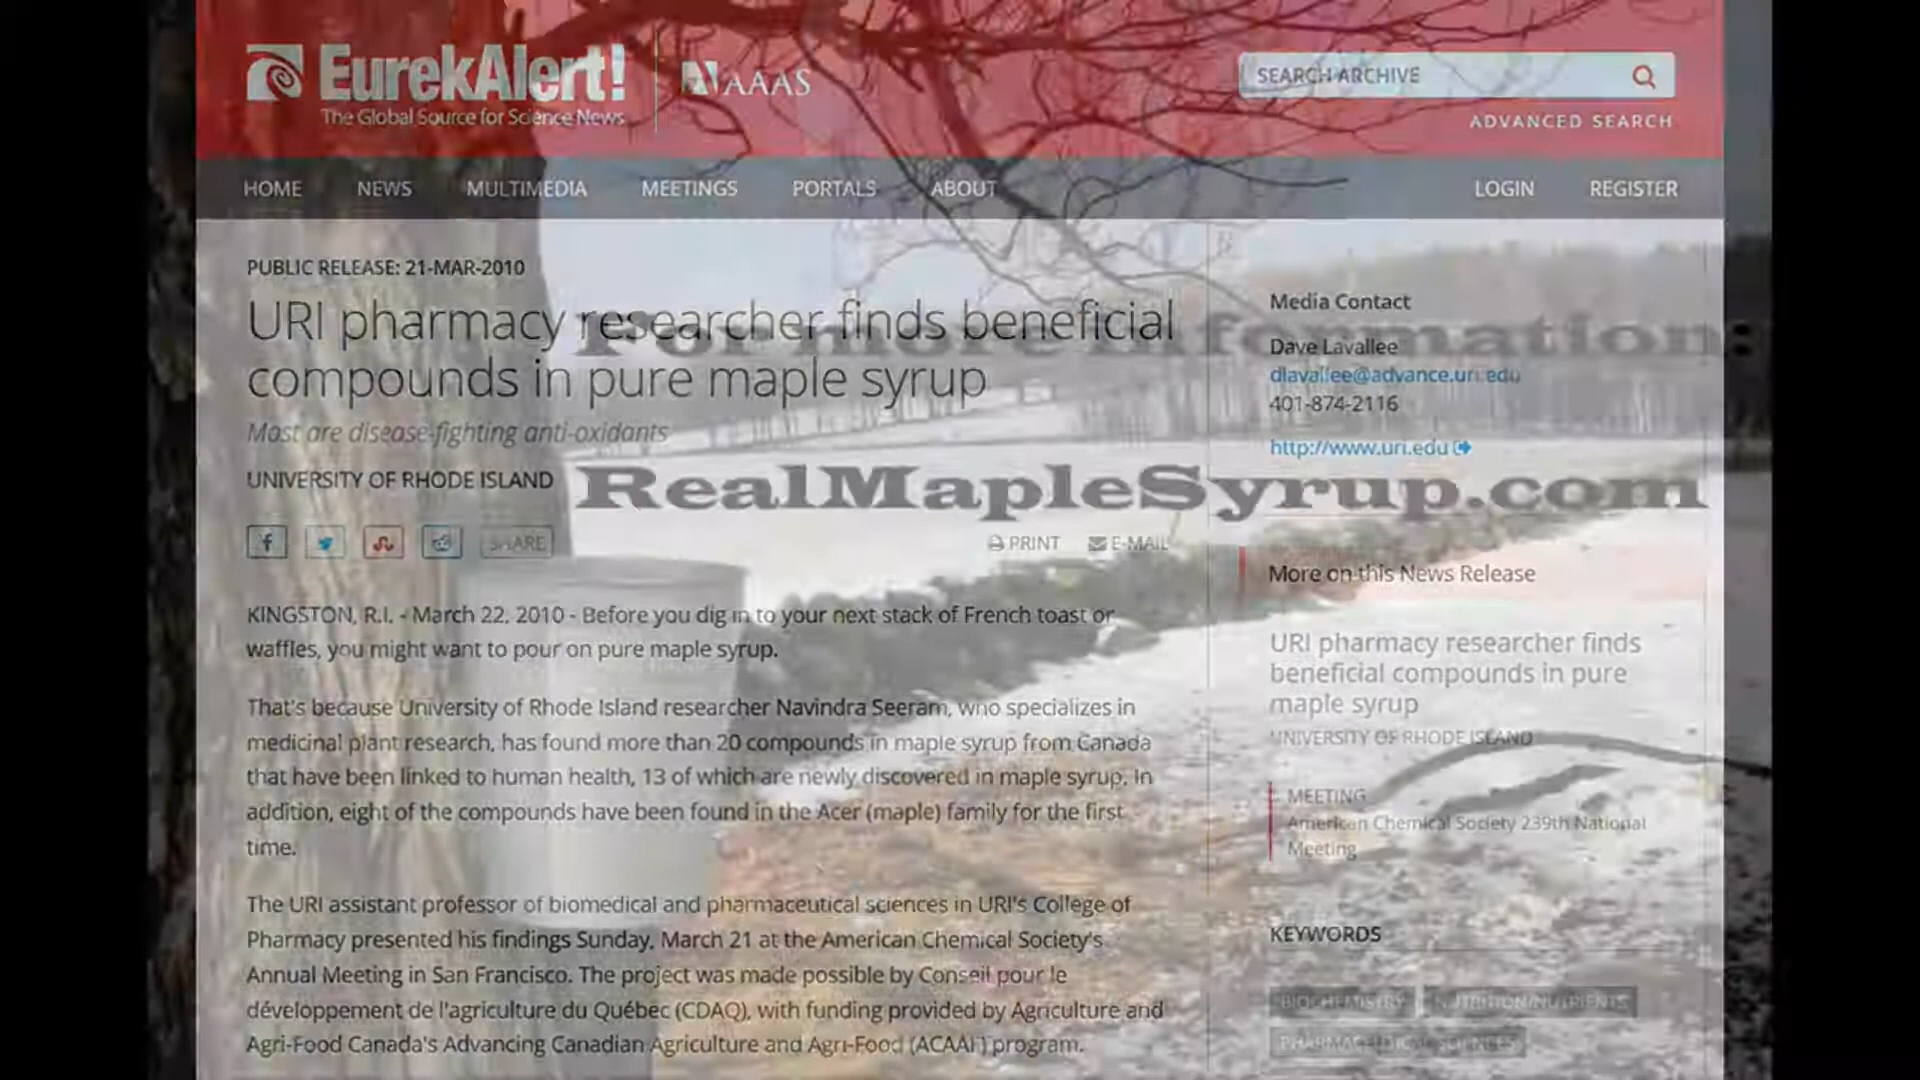 EurekAlert!
The Global Source for Science News
AAAS
SEARCH ARCHIVE
ADVANCED SEARCH
HOME NEWS MULTIMEDIA MEETINGS PORTALS ABOUT LOGIN REGISTER
PUBLIC RELEASE: 21-MAR-2010
URI pharmacy researcher finds beneficial
compounds in pure maple syrup
Most are disease-fighting anti-oxidants
UNIVERSITY OF RHODE ISLAND
SHARE
PRINT E-MAIL
KINGSTON, R.I. - March 22, 2010 - Before you dig in to your next stack of French toast or
waffles, you might want to pour on pure maple syrup.
That's because University of Rhode Island researcher Navindra Seeram, who specializes in
medicinal plant research, has found more than 20 compounds in maple syrup from Canada
that have been linked to human health, 13 of which are newly discovered in maple syrup. In
addition, eight of the compounds have been found in the Acer (maple) family for the first
time.
The URI assistant professor of biomedical and pharmaceutical sciences in URI's College of
Pharmacy presented his findings Sunday, March 21 at the American Chemical Society's
Annual Meeting in San Francisco. The project was made possible by Conseil pour le
développement de l'agriculture du Québec (CDAQ), with funding provided by Agriculture and
Agri-Food Canada's Advancing Canadian Agriculture and Agri-Food (ACAAF) program.
Media Contact
Dave Lavallee
dlavallee@advance.uri.edu
401-874-2116
http://www.uri.edu
More on this News Release
URI pharmacy researcher finds
beneficial compounds in pure
maple syrup
UNIVERSITY OF RHODE ISLAND
MEETING
American Chemical Society 239th National
Meeting
KEYWORDS
BIOCHEMISTRY NUTRITION/NUTRIENTS
PHARMACEUTICAL SCIENCES
For more information:
RealMapleSyrup.com